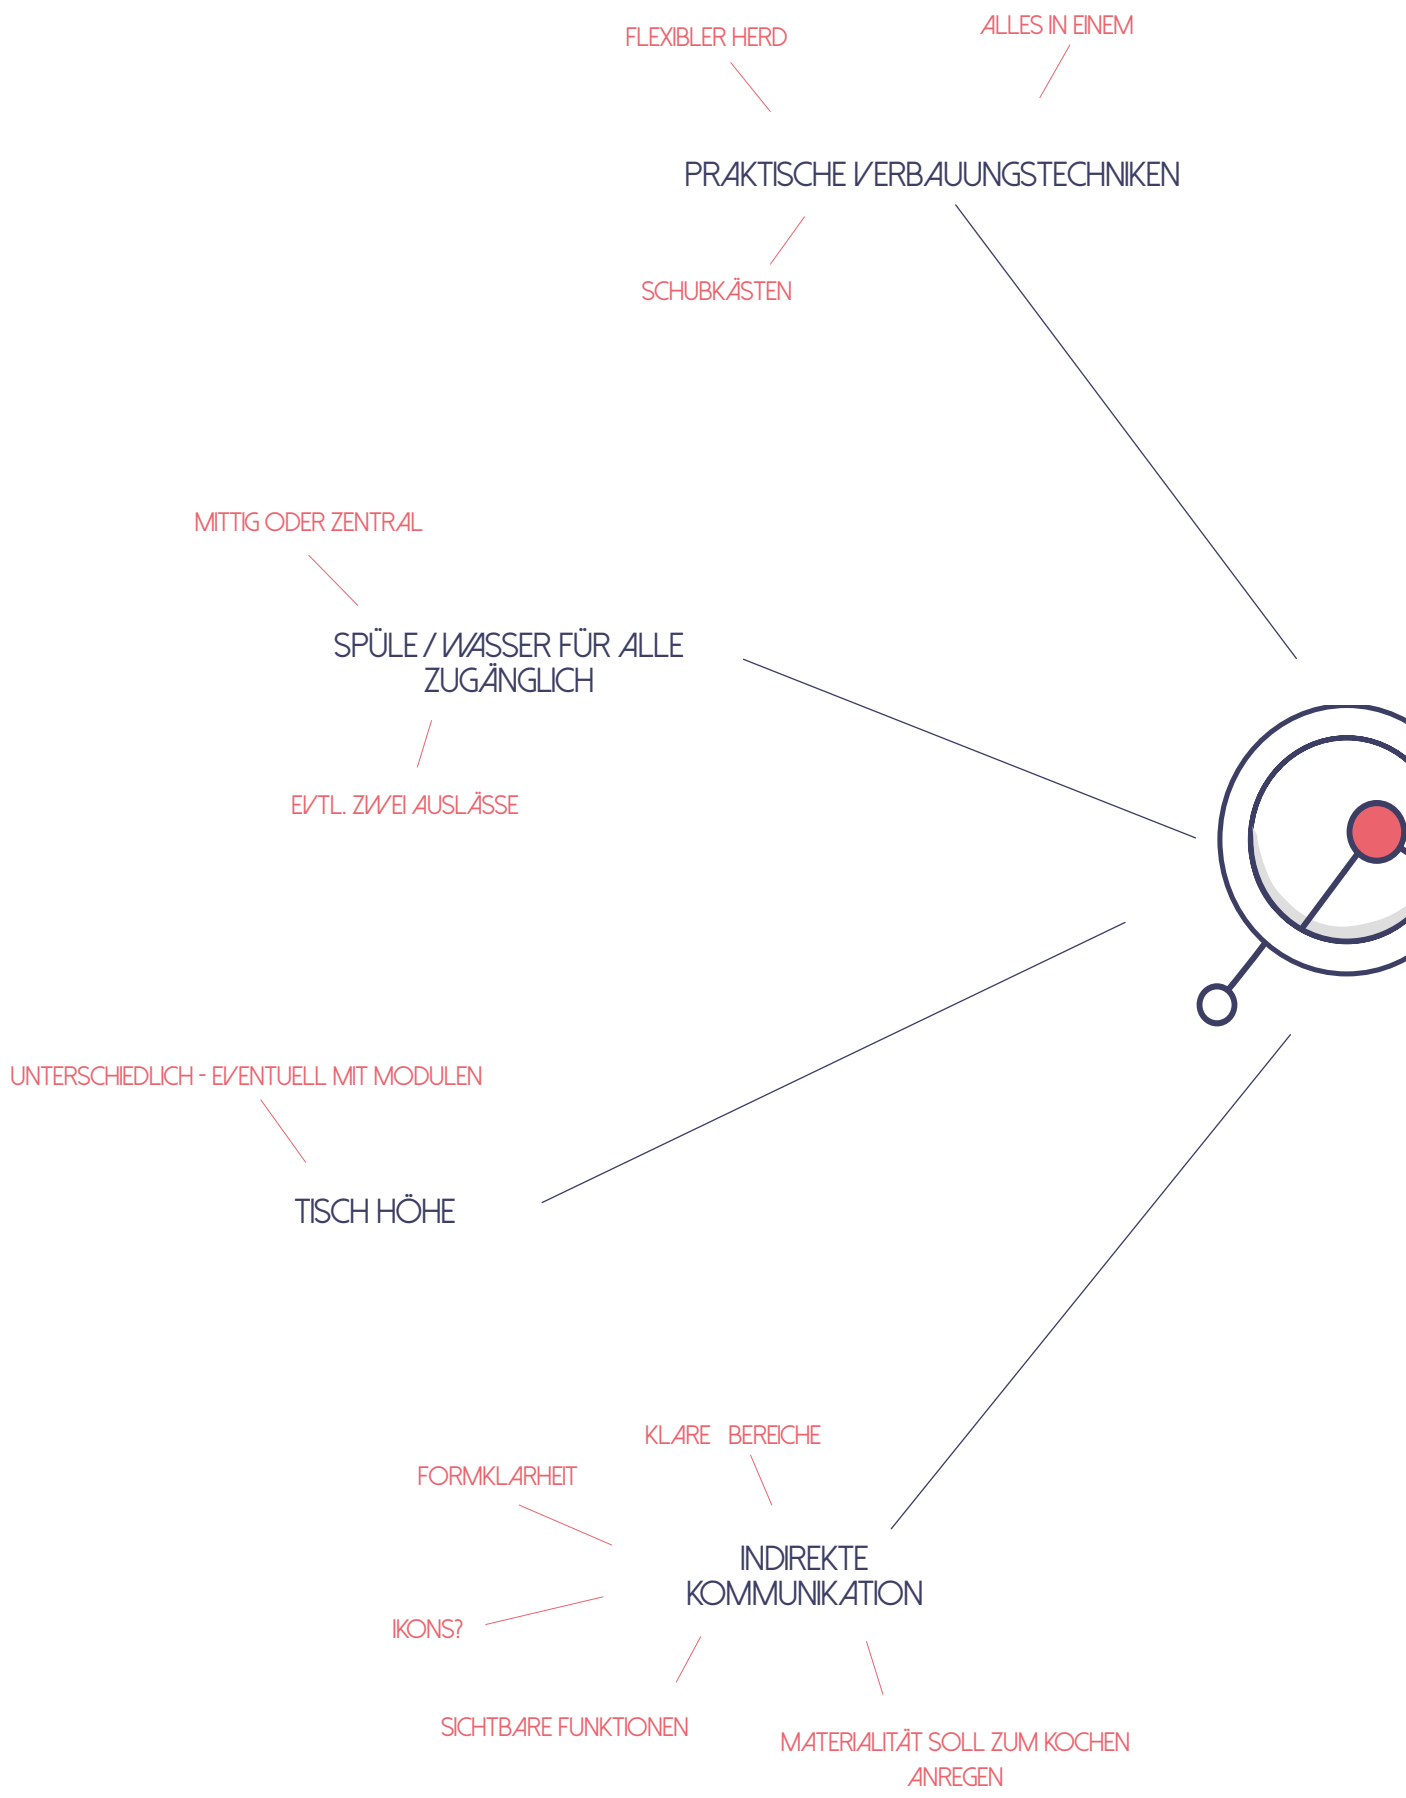 FLEXIBLER HERD
ALLES IN EINEM
PRAKTISCHE VERBAUUNGSTECHNIKEN
SCHUBKÄSTEN
MITTIG ODER ZENTRAL
SPÜLE / WASSER FÜR ALLE
ZUGÄNGLICH
EVTL. ZWEI AUSLÄSSE
UNTERSCHIEDLICH - EVENTUELL MIT MODULEN
TISCH HÖHE
KLARE BEREICHE
FORMKLARHEIT
INDIREKTE
KOMMUNIKATION
IKONS?
SICHTBARE FUNKTIONEN
MATERIALITÄT SOLL ZUM KOCHEN
ANREGEN